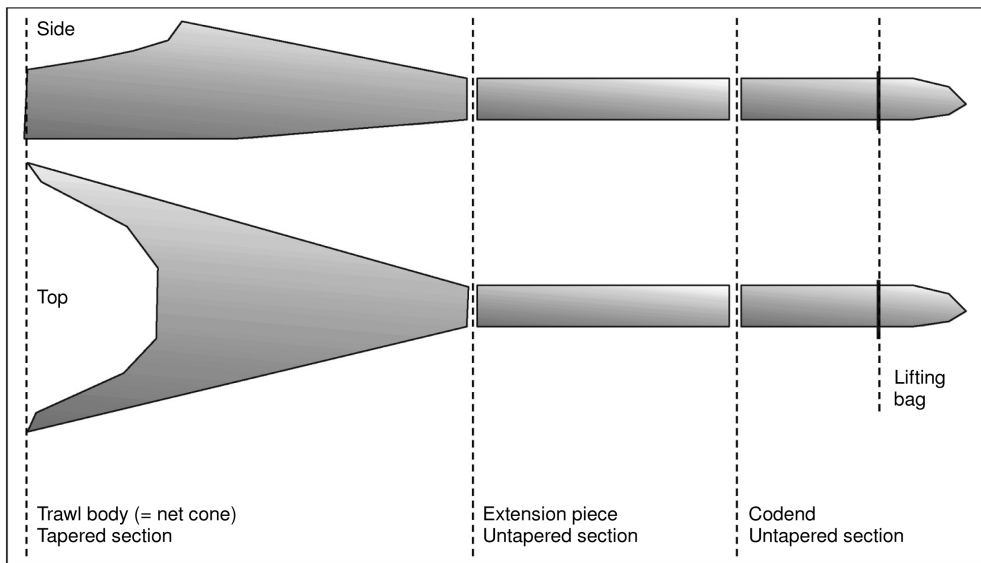 Side
Top
Lifting
bag
Trawl body (= net cone)
Tapered section
Extension piece
Untapered section
Codend
Untapered section